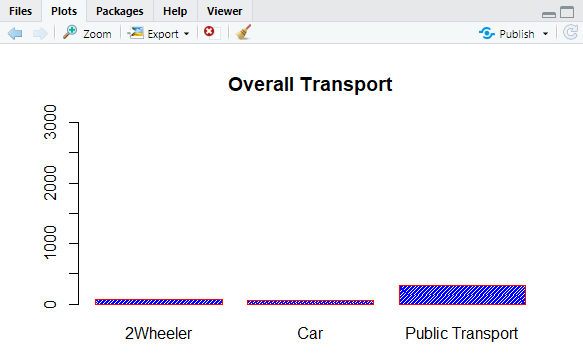 Files Plots Packages Help Viewer
Zoom Export Publish
Overall Transport
3000
2000
1000
0
2Wheeler Car Public Transport